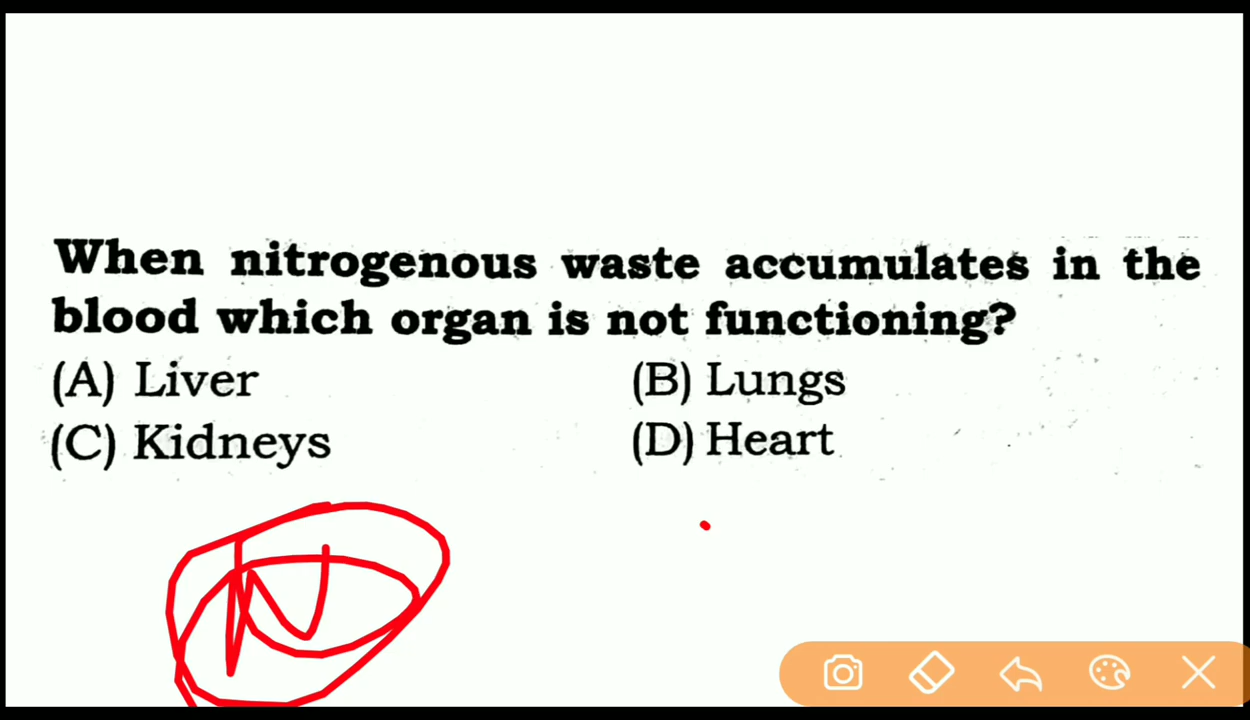 When nitrogenous waste accumulates in the
blood which organ is not functioning?
(A) Liver (B) Lungs
(C) Kidneys (D) Heart
N